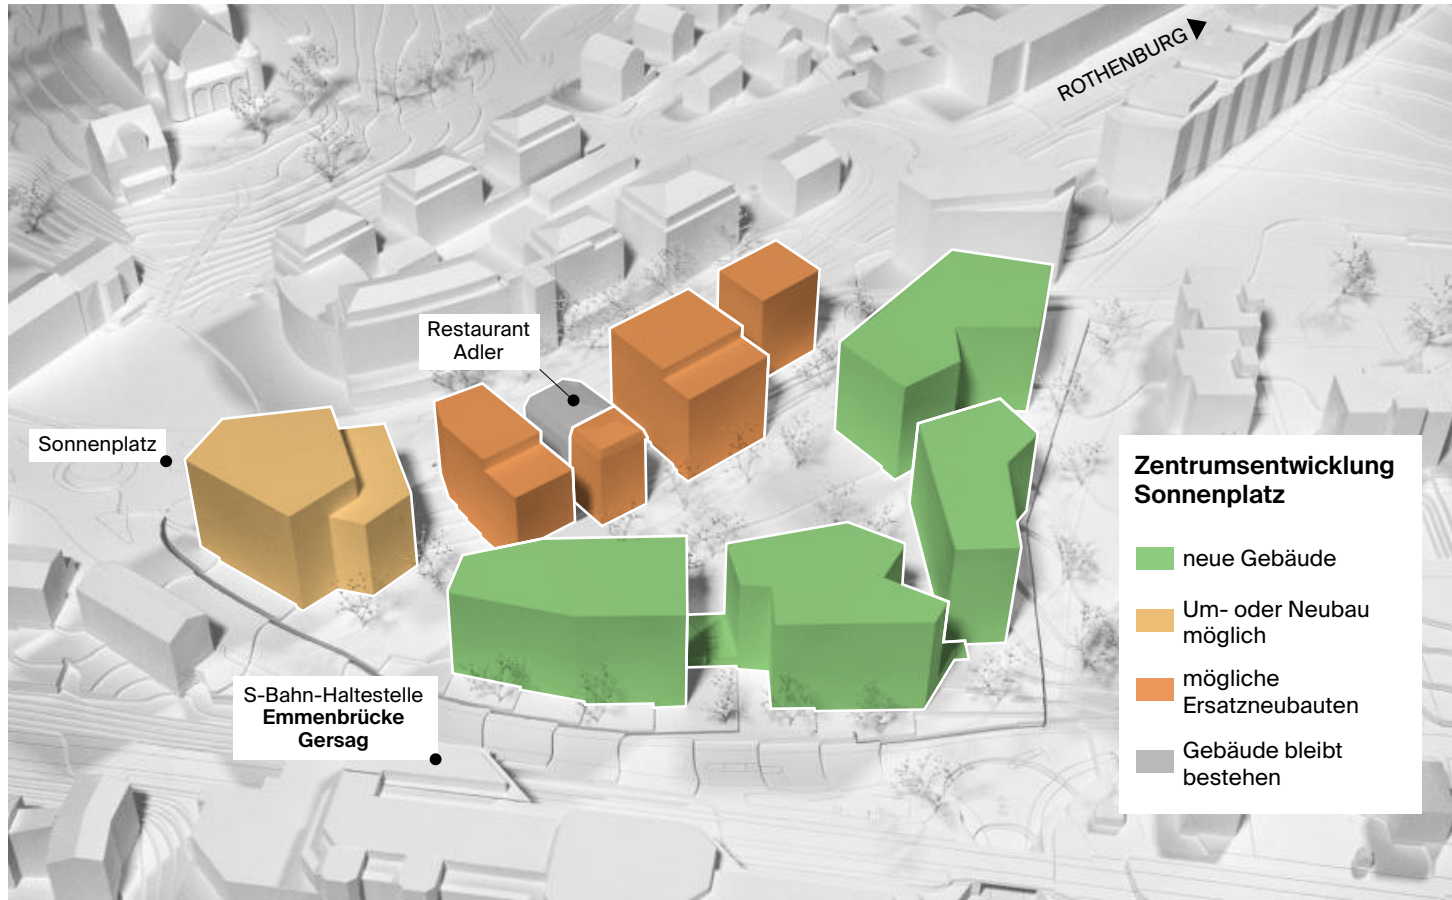 ROTHENBURG
Restaurant
Adler
Sonnenplatz
S-Bahn-Haltestelle
Emmenbrücke
Gersag
Zentrumsentwicklung
Sonnenplatz
neue Gebäude
Um- oder Neubau
möglich
mögliche
Ersatzneubauten
Gebäude bleibt
bestehen